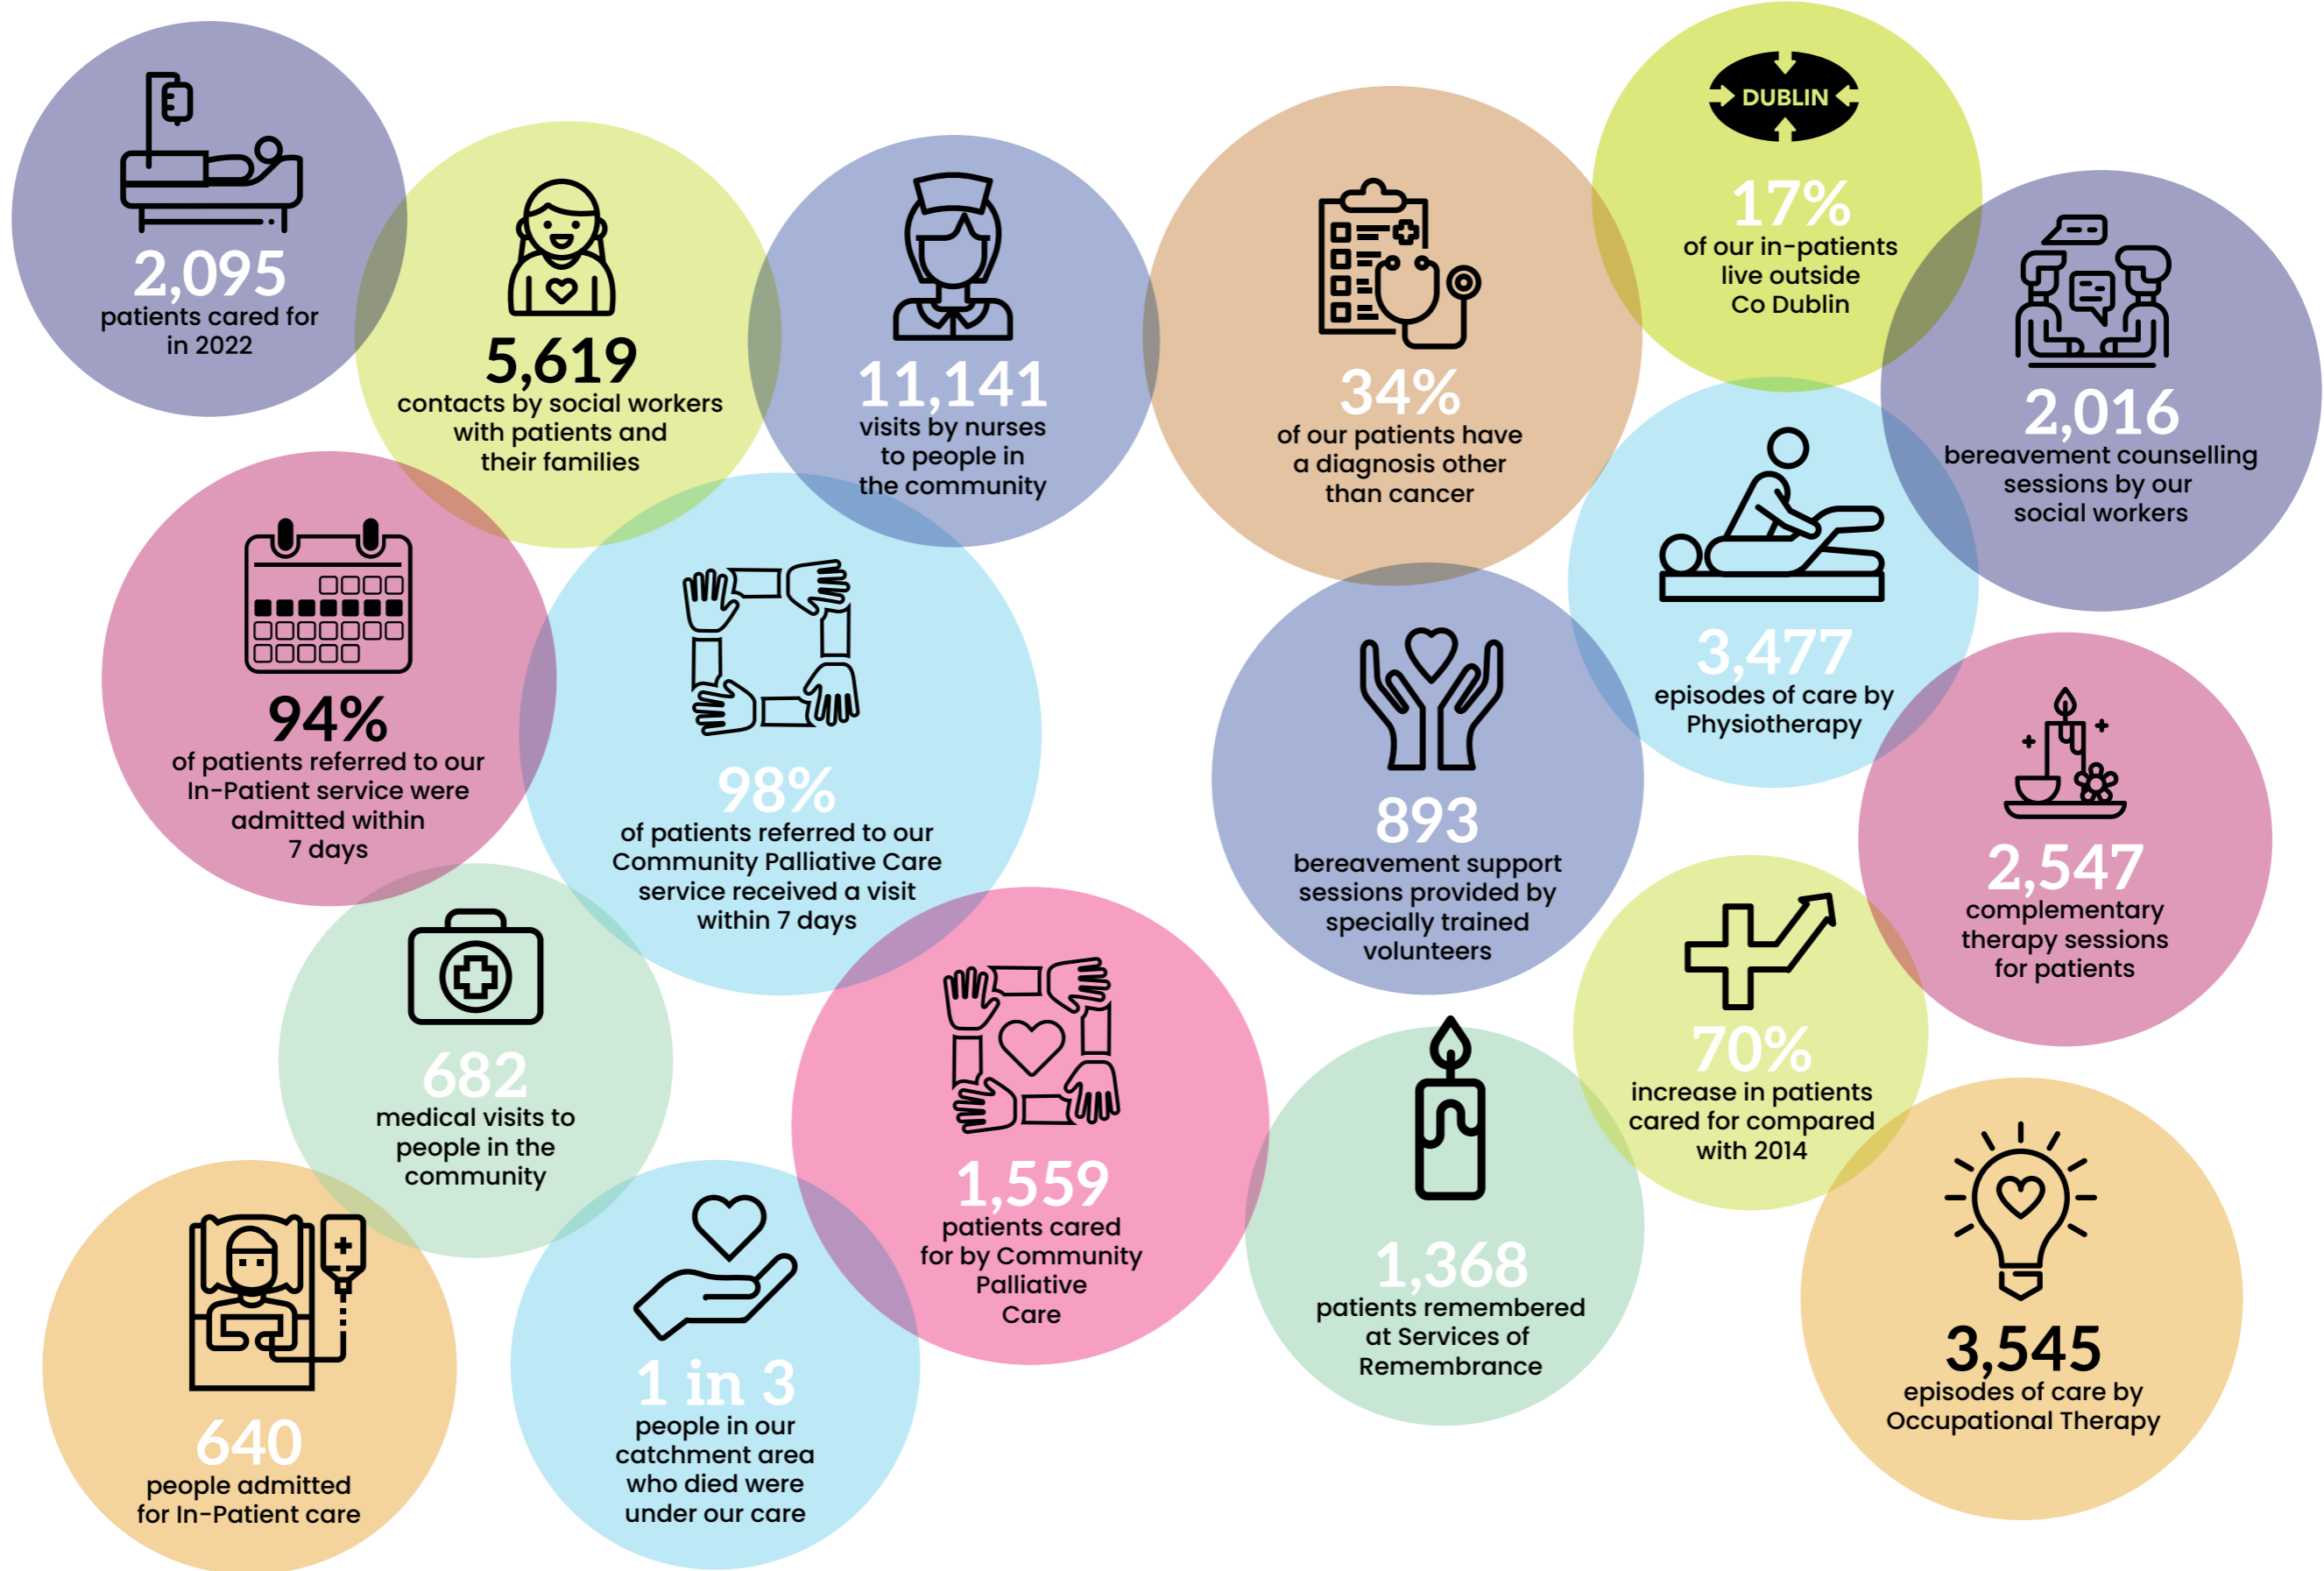 2,095
patients cared for
in 2022
5,619
contacts by social workers
with patients and
their families
11,141
visits by nurses
to people in
the community
34%
of our patients have
a diagnosis other
than cancer
DUBLIN
17%
of our in-patients
live outside
Co Dublin
2,016
bereavement counselling
sessions by our
social workers
94%
of patients referred to our
In-Patient service were
admitted within
7 days
98%
of patients referred to our
Community Palliative Care
service received a visit
within 7 days
893
bereavement support
sessions provided by
specially trained
volunteers
3,477
episodes of care by
Physiotherapy
2,547
complementary
therapy sessions
for patients
682
medical visits to
people in the
community
1,559
patients cared
for by Community
Palliative
Care
1,368
patients remembered
at Services of
Remembrance
70%
increase in patients
cared for compared
with 2014
3,545
episodes of care by
Occupational Therapy
640
people admitted
for In-Patient care
1 in 3
people in our
catchment area
who died were
under our care